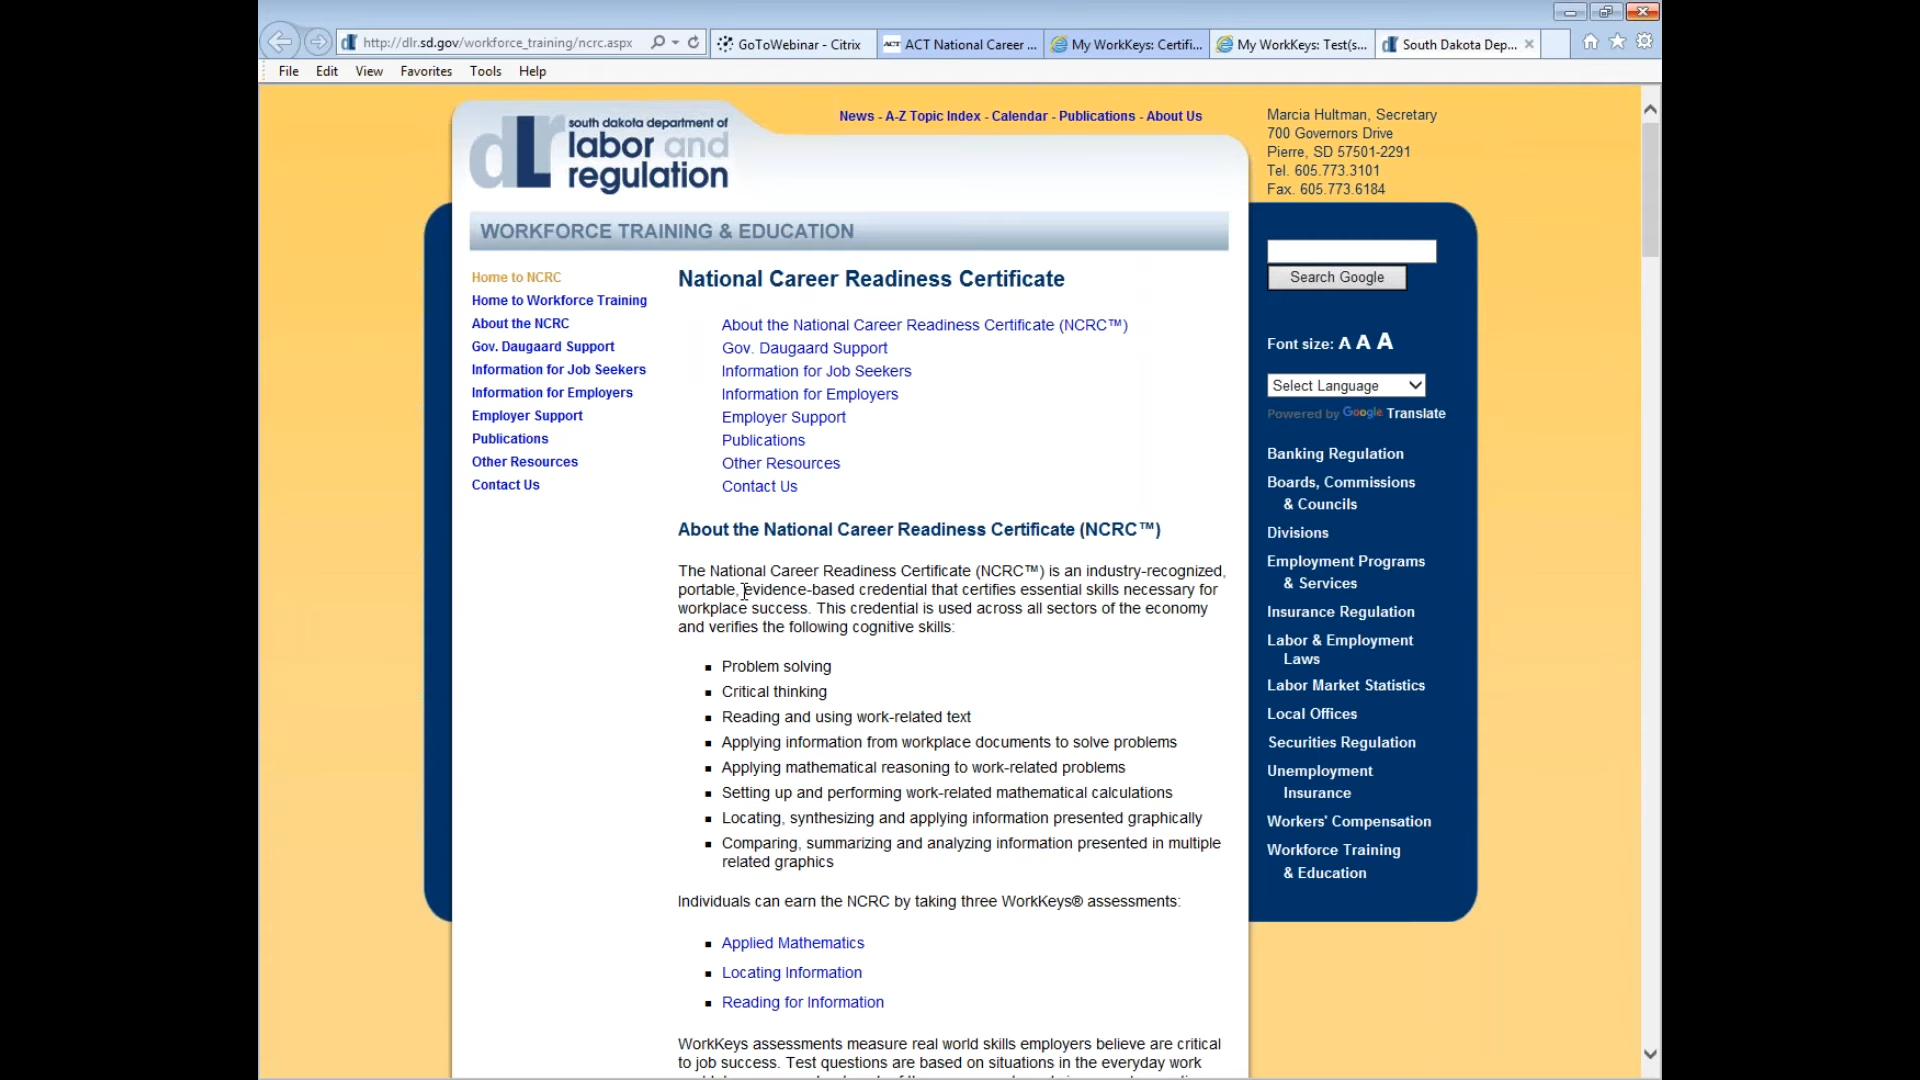 http://dlr.sd.gov/workforce_training/ncrc.aspx
GoToWebinar - Citrix
ACT ACT National Career ...
My WorkKeys: Certifi...
My WorkKeys: Test(s...
South Dakota Dep...
File Edit View Favorites Tools Help
dlr south dakota department of
labor and
regulation
News - A-Z Topic Index - Calendar - Publications - About Us
Marcia Hultman, Secretary
700 Governors Drive
Pierre, SD 57501-2291
Tel. 605.773.3101
Fax. 605.773.6184
WORKFORCE TRAINING & EDUCATION
Home to NCRC
Home to Workforce Training
About the NCRC
Gov. Daugaard Support
Information for Job Seekers
Information for Employers
Employer Support
Publications
Other Resources
Contact Us
National Career Readiness Certificate
About the National Career Readiness Certificate (NCRC™)
Gov. Daugaard Support
Information for Job Seekers
Information for Employers
Employer Support
Publications
Other Resources
Contact Us
About the National Career Readiness Certificate (NCRC™)
The National Career Readiness Certificate (NCRC™) is an industry-recognized,
portable, evidence-based credential that certifies essential skills necessary for
workplace success. This credential is used across all sectors of the economy
and verifies the following cognitive skills:
Problem solving
Critical thinking
Reading and using work-related text
Applying information from workplace documents to solve problems
Applying mathematical reasoning to work-related problems
Setting up and performing work-related mathematical calculations
Locating, synthesizing and applying information presented graphically
Comparing, summarizing and analyzing information presented in multiple
related graphics
Individuals can earn the NCRC by taking three WorkKeys® assessments:
Applied Mathematics
Locating Information
Reading for Information
WorkKeys assessments measure real world skills employers believe are critical
to job success. Test questions are based on situations in the everyday work
Search Google
Font size: A A A
Select Language
Powered by Google Translate
Banking Regulation
Boards, Commissions
& Councils
Divisions
Employment Programs
& Services
Insurance Regulation
Labor & Employment
Laws
Labor Market Statistics
Local Offices
Securities Regulation
Unemployment
Insurance
Workers' Compensation
Workforce Training
& Education